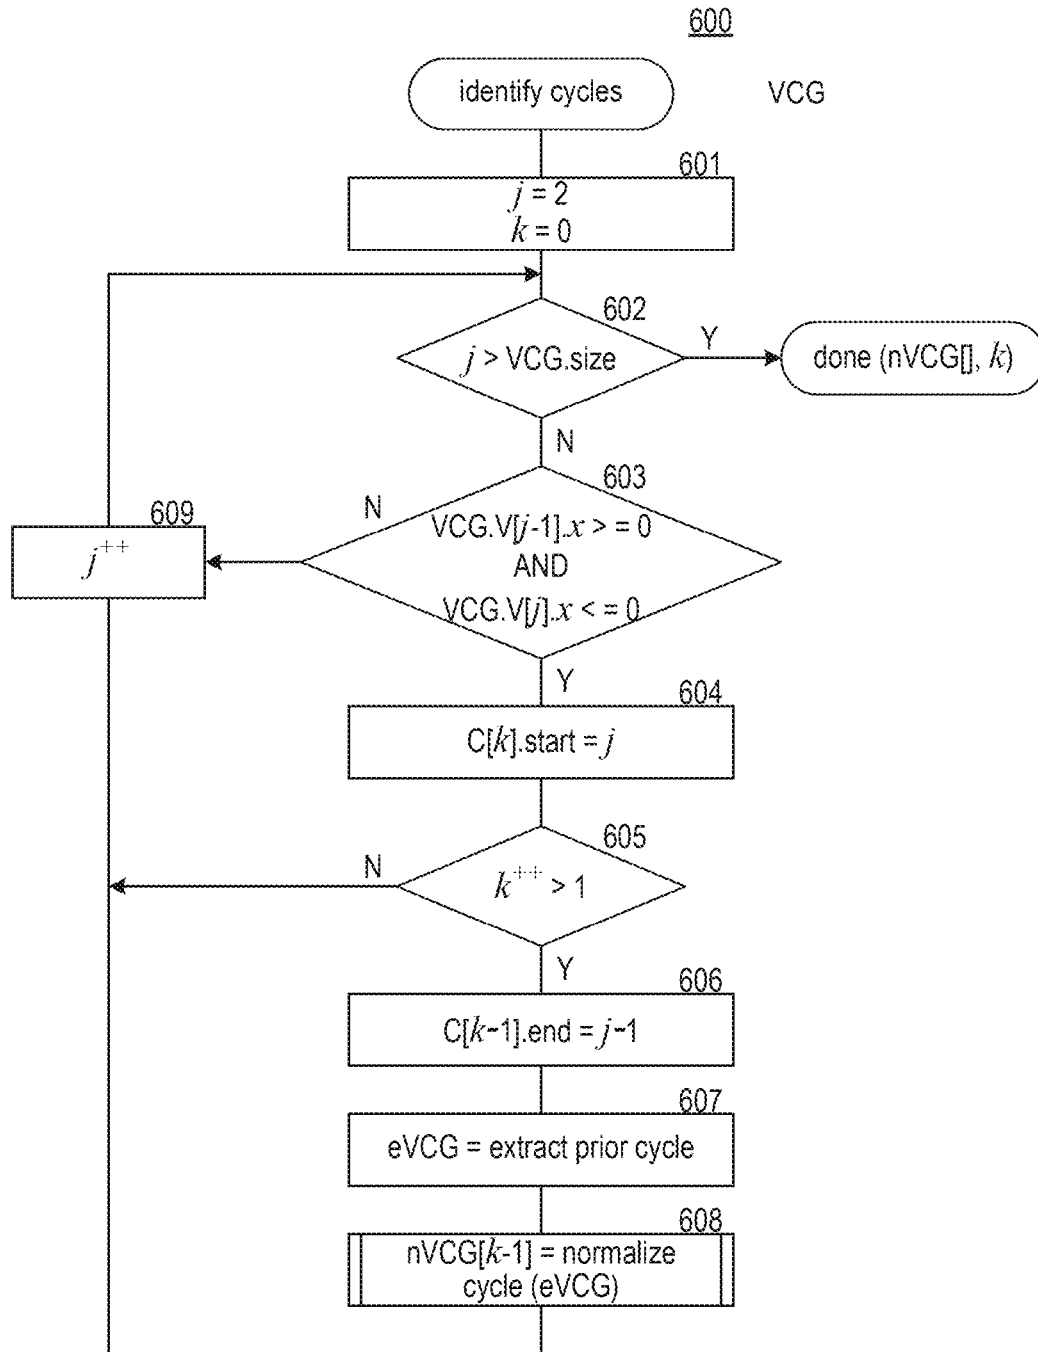 600
identify cycles
VCG
601
j = 2
k = 0
602
j > VCG.size
Y
done (nVCG[], k)
N
603
N
VCG.V[j-1].x > = 0
AND
VCG.V[j].x < = 0
609
j++
Y
604
C[k].start = j
605
N
k++ > 1
Y
606
C[k-1].end = j-1
607
eVCG = extract prior cycle
608
nVCG[k-1] = normalize
cycle (eVCG)